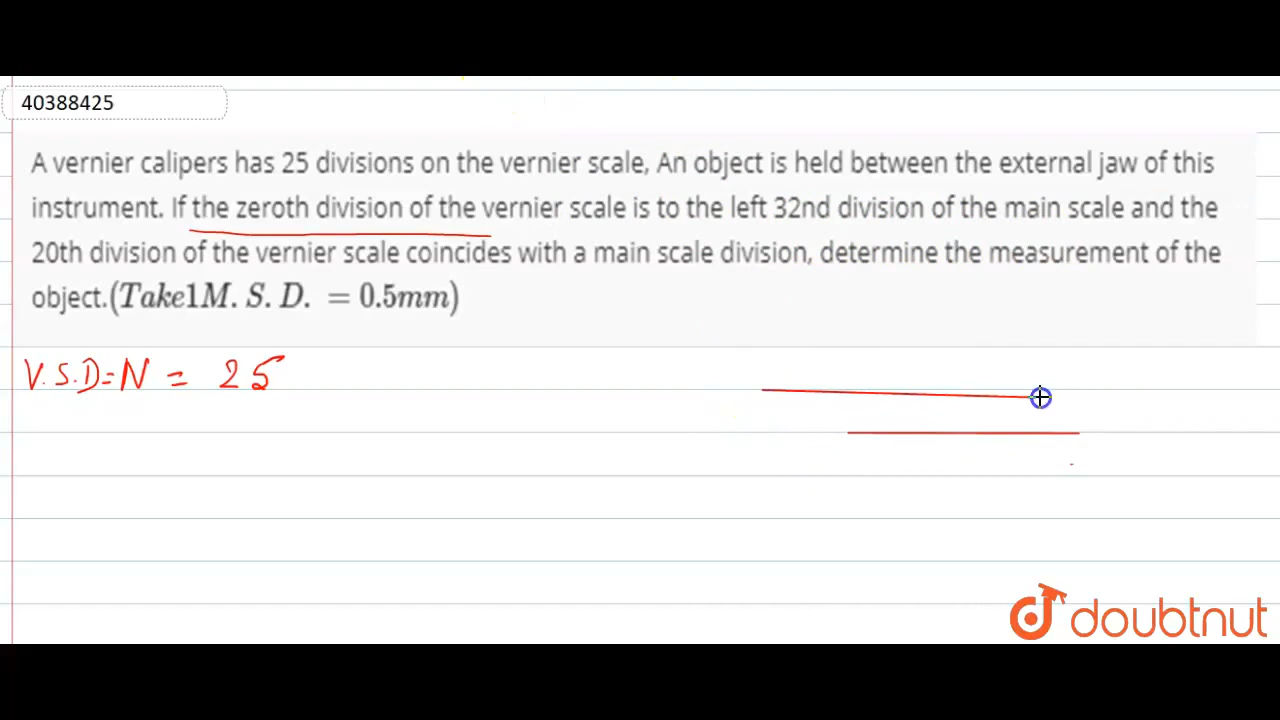 40388425
A vernier calipers has 25 divisions on the vernier scale, An object is held between the external jaw of this
instrument. If the zeroth division of the vernier scale is to the left 32nd division of the main scale and the
20th division of the vernier scale coincides with a main scale division, determine the measurement of the
object.(Take1M.S.D. = 0.5mm)
V.S.D=N = 25
doubtnut